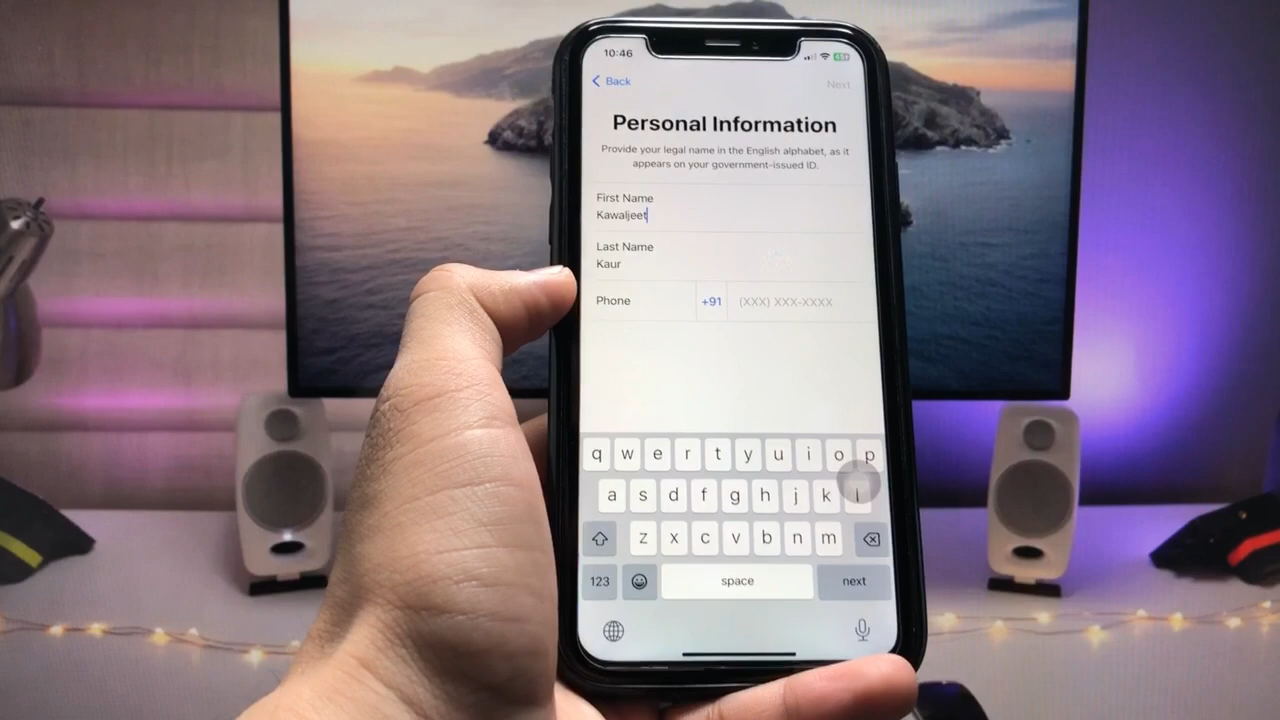 10:46
Back
Next
Personal Information
Provide your legal name in the English alphabet, as it
appears on your government-issued ID.
First Name
Kawaljeet
Last Name
Kaur
Phone +91 (XXX) XXX-XXXX
q w e r t y u i o p
a s d f g h j k l
z x c v b n m
123 space next